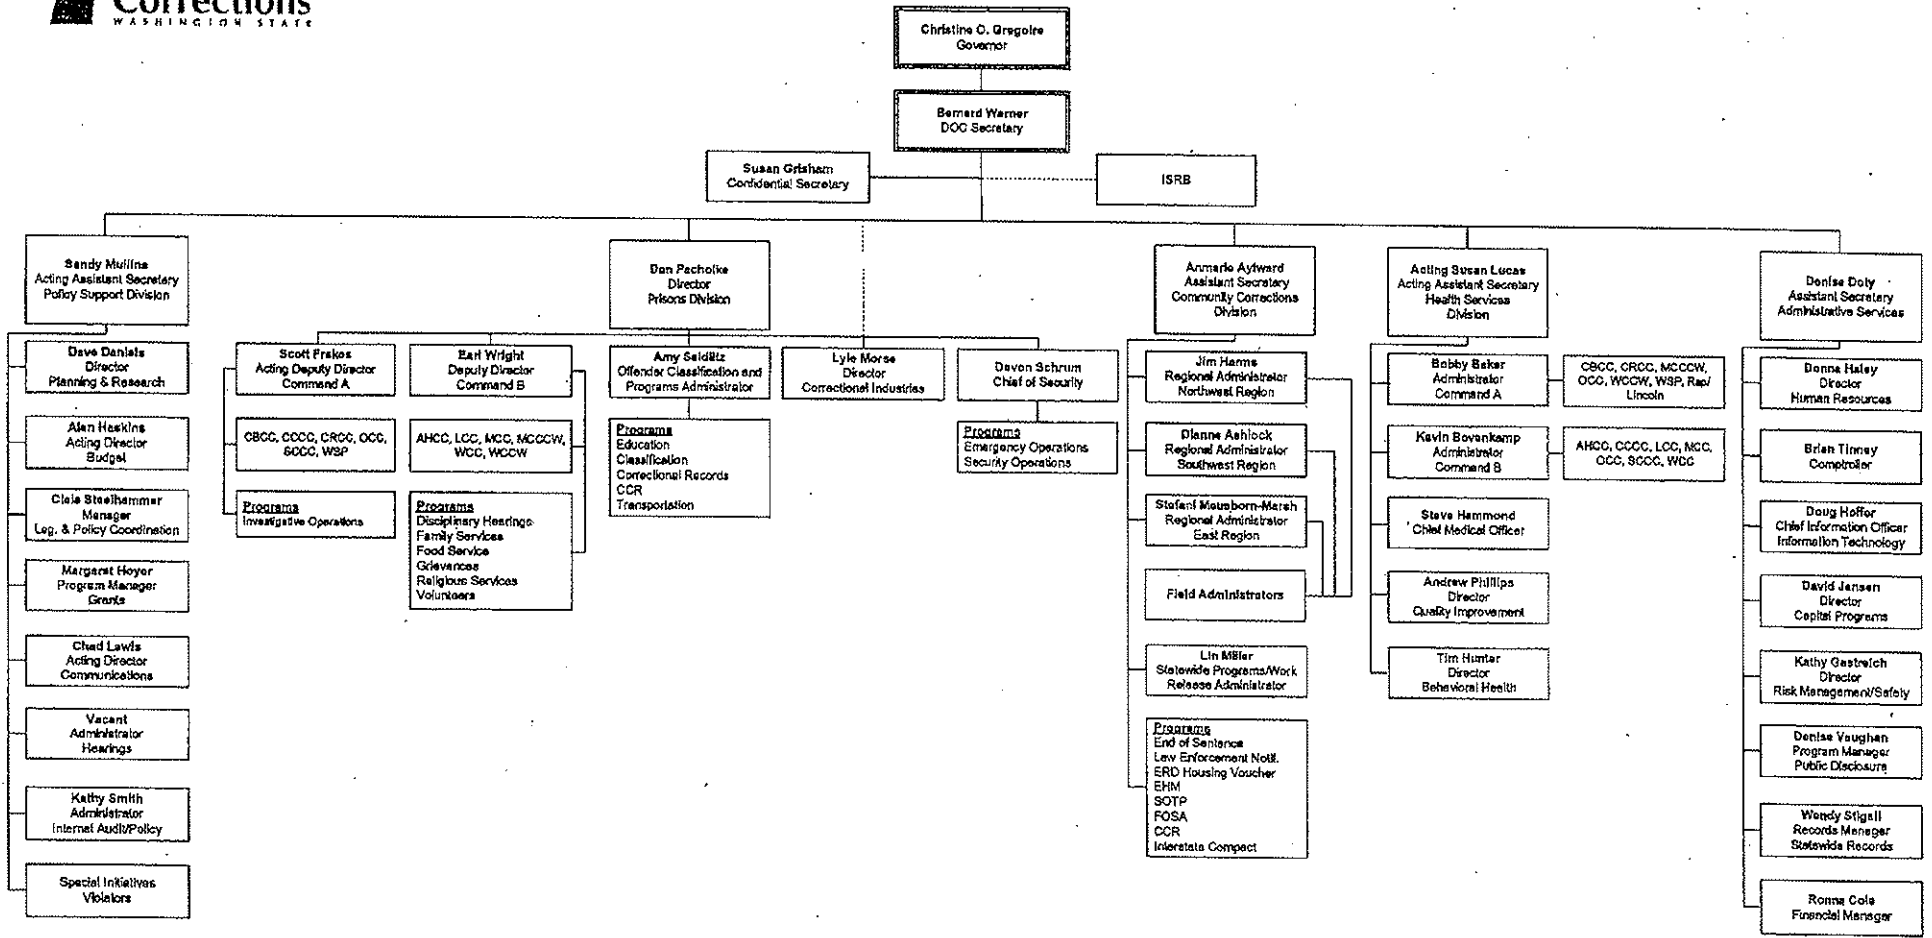 Corrections
WASHINGTON STATE
Christine O. Gregoire
Governor
Bernard Warner
DOC Secretary
Susan Grisham
Confidential Secretary
ISRB
Sandy Mullins
Acting Assistant Secretary
Policy Support Division
Dave Daniels
Director
Planning & Research
Alan Haskins
Acting Director
Budget
Clela Steelhammer
Manager
Leg. & Policy Coordination
Margaret Hoyer
Program Manager
Grants
Chad Lewis
Acting Director
Communications
Vacant
Administrator
Hearings
Kathy Smith
Administrator
Internal Audit/Policy
Special Initiatives
Violators
Dan Pacholke
Director
Prisons Division
Scott Frakes
Acting Deputy Director
Command A
CBCC, CCCC, CRCC, OCC,
SCCC, WSP
Programs
Investigative Operations
Earl Wright
Deputy Director
Command B
AHCC, LCC, MCC, MCCCW,
WCC, WCCW
Programs
Disciplinary Hearings
Family Services
Food Service
Grievances
Religious Services
Volunteers
Amy Seidlitz
Offender Classification and
Programs Administrator
Programs
Education
Classification
Correctional Records
CCR
Transportation
Lyle Morse
Director
Correctional Industries
Devon Schrum
Chief of Security
Programs
Emergency Operations
Security Operations
Anmarie Aylward
Assistant Secretary
Community Corrections
Division
Jim Harms
Regional Administrator
Northwest Region
Dianne Ashlock
Regional Administrator
Southwest Region
Regional Administrator
East Region
Field Administrators
Lin Miller
Statewide Programs/Work
Release Administrator
Programs
End of Sentence
Law Enforcement Notif.
ERD Housing Voucher
EHM
SOTP
FOSA
CCR
Interstate Compact
Acting Susan Lucas
Acting Assistant Secretary
Health Services
Division
Bobby Baker
Administrator
Command A
CBCC, CRCC, MCCCW,
OCC, WCCW, WSP, Rap/
Lincoln
Kevin Bovenkamp
Administrator
Command B
AHCC, CCCC, LCC, MCC,
OCC, SCCC, WCC
Steve Hammond
Chief Medical Officer
Andrew Phillips
Director
Quality Improvement
Tim Hunter
Director
Behavioral Health
Denise Doty
Assistant Secretary
Administrative Services
Donna Haley
Director
Human Resources
Brian Tinney
Comptroller
Doug Hoffer
Chief Information Officer
Information Technology
David Jansen
Director
Capital Programs
Kathy Gastreich
Director
Risk Management/Safety
Denise Vaughan
Program Manager
Public Disclosure
Wendy Stigall
Records Manager
Statewide Records
Ronna Cole
Financial Manager